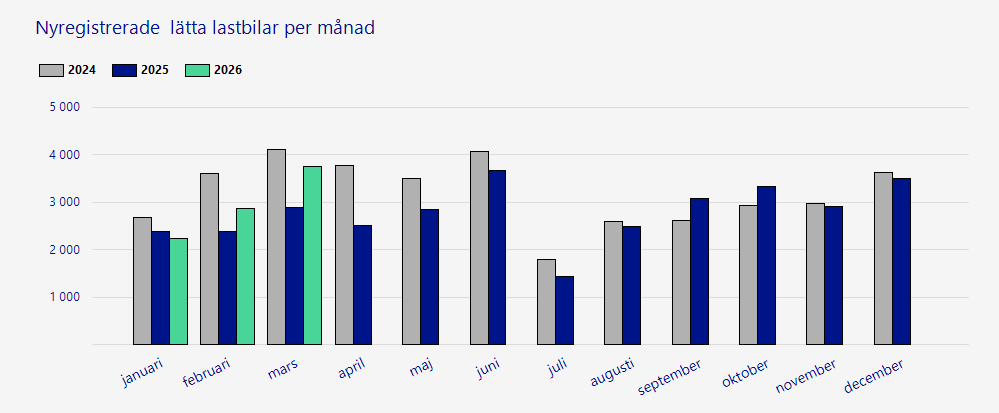 Nyregistrerade  lätta lastbilar per månad
2024 2025 2026
5 000
4 000
3 000
2 000
1 000
januari februari mars april maj juni juli augusti september oktober november december